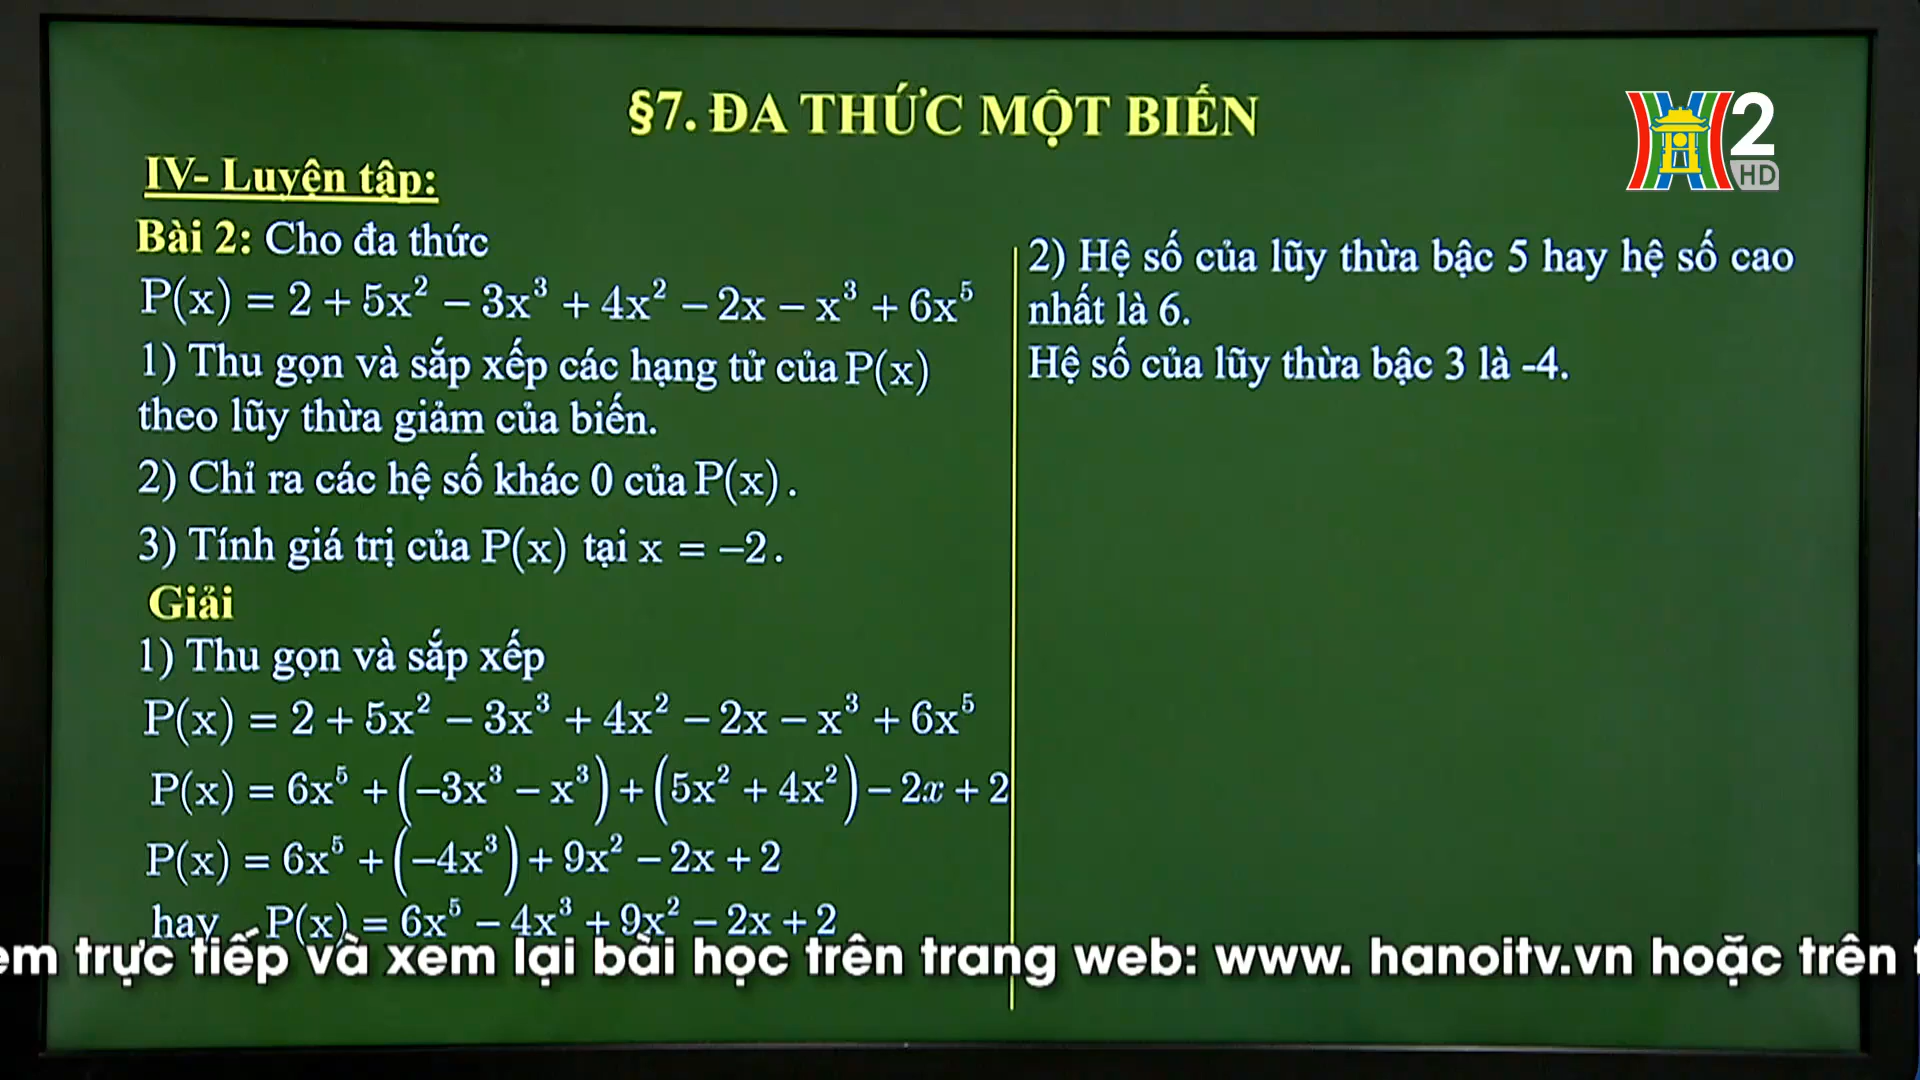 §7. ĐA THỨC MỘT BIẾN
2
HD
IV- Luyện tập:
Bài 2: Cho đa thức
P(x) = 2 + 5x² − 3x³ + 4x² − 2x − x³ + 6x⁵
1) Thu gọn và sắp xếp các hạng tử của P(x)
theo lũy thừa giảm của biến.
2) Chỉ ra các hệ số khác 0 của P(x).
3) Tính giá trị của P(x) tại x = −2.
Giải
1) Thu gọn và sắp xếp
P(x) = 2 + 5x² − 3x³ + 4x² − 2x − x³ + 6x⁵
P(x) = 6x⁵ + (−3x³ − x³) + (5x² + 4x²) − 2x + 2
P(x) = 6x⁵ + (−4x³) + 9x² − 2x + 2
hay P(x) = 6x⁵ − 4x³ + 9x² − 2x + 2
2) Hệ số của lũy thừa bậc 5 hay hệ số cao
nhất là 6.
Hệ số của lũy thừa bậc 3 là -4.
em trực tiếp và xem lại bài học trên trang web: www. hanoitv.vn hoặc trên